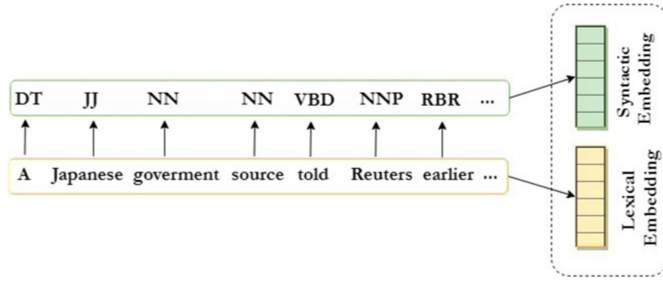 DT JJ NN NN VBD NNP RBR ...
A Japanese goverment source told Reuters earlier ...
Syntactic
Embedding
Lexical
Embedding